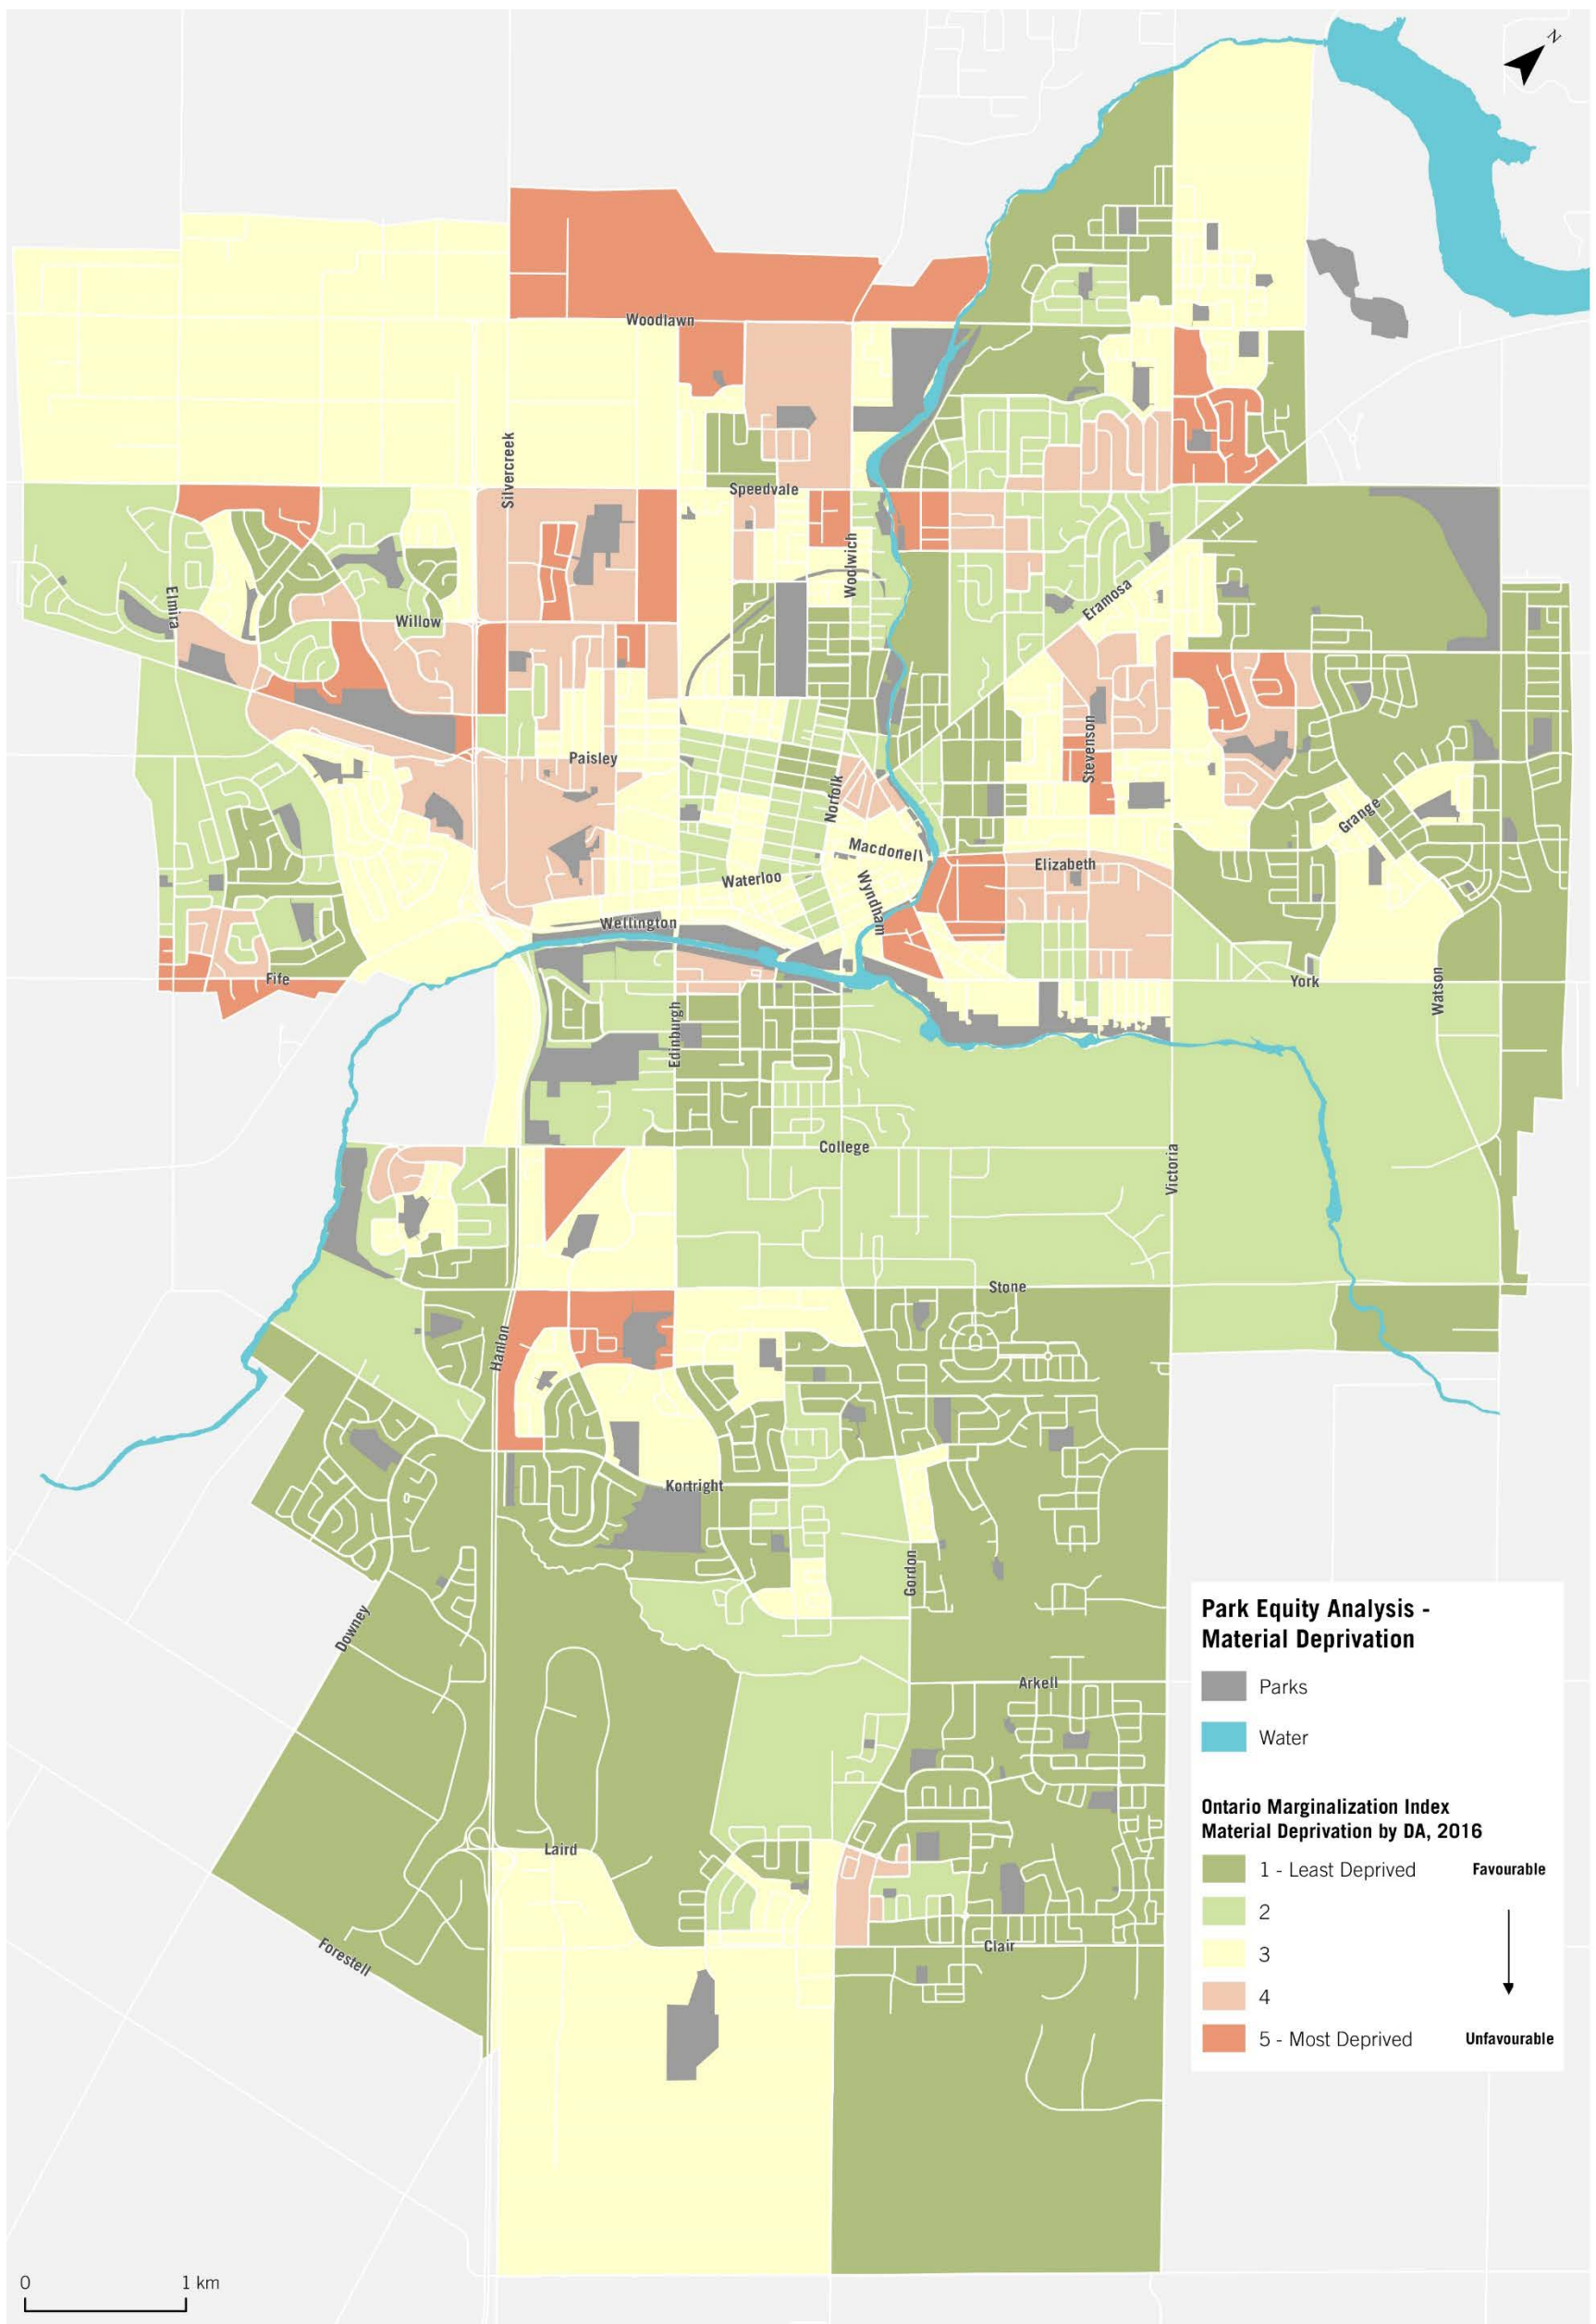 N
Woodlawn
Silvercreek
Speedvale
Woolwich
Elmira
Willow
Eramosa
Stevenson
Paisley
Norfolk
Macdonell
Grange
Elizabeth
Waterloo
Wyndham
Wellington
Fife
York
Watson
Edinburgh
College
Victoria
Stone
Hanlon
Kortright
Gordon
Downey
Arkell
Laird
Clair
Forestell
Park Equity Analysis -
Material Deprivation
Parks
Water
Ontario Marginalization Index
Material Deprivation by DA, 2016
1 - Least Deprived Favourable
2
3
4
5 - Most Deprived Unfavourable
0 1 km